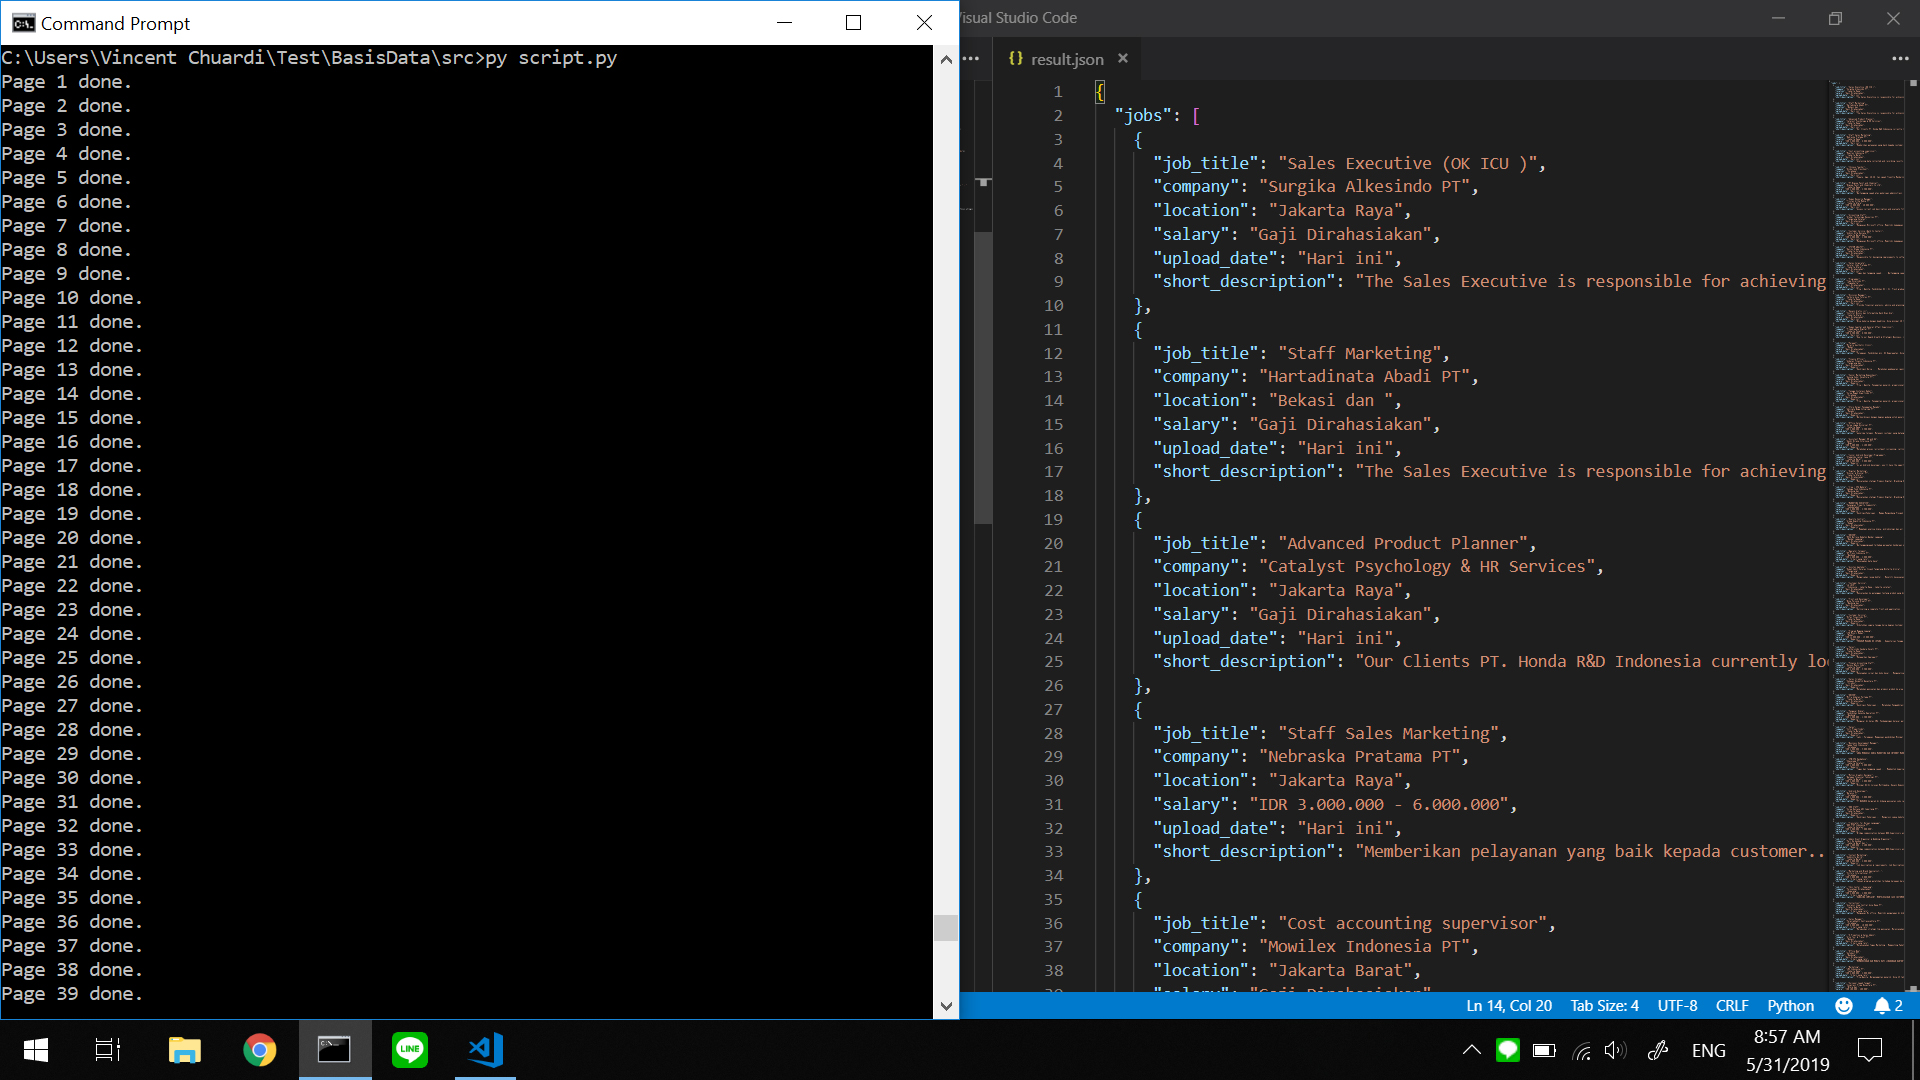 Command Prompt
C:\Users\Vincent Chuardi\Test\BasisData\src>py script.py
Page 1 done.
Page 2 done.
Page 3 done.
Page 4 done.
Page 5 done.
Page 6 done.
Page 7 done.
Page 8 done.
Page 9 done.
Page 10 done.
Page 11 done.
Page 12 done.
Page 13 done.
Page 14 done.
Page 15 done.
Page 16 done.
Page 17 done.
Page 18 done.
Page 19 done.
Page 20 done.
Page 21 done.
Page 22 done.
Page 23 done.
Page 24 done.
Page 25 done.
Page 26 done.
Page 27 done.
Page 28 done.
Page 29 done.
Page 30 done.
Page 31 done.
Page 32 done.
Page 33 done.
Page 34 done.
Page 35 done.
Page 36 done.
Page 37 done.
Page 38 done.
Page 39 done.
isual Studio Code
{} result.json
1 {
2 "jobs": [
3 {
4 "job_title": "Sales Executive (OK ICU )",
5 "company": "Surgika Alkesindo PT",
6 "location": "Jakarta Raya",
7 "salary": "Gaji Dirahasiakan",
8 "upload_date": "Hari ini",
9 "short_description": "The Sales Executive is responsible for achieving
10 },
11 {
12 "job_title": "Staff Marketing",
13 "company": "Hartadinata Abadi PT",
14 "location": "Bekasi dan ",
15 "salary": "Gaji Dirahasiakan",
16 "upload_date": "Hari ini",
17 "short_description": "The Sales Executive is responsible for achieving
18 },
19 {
20 "job_title": "Advanced Product Planner",
21 "company": "Catalyst Psychology & HR Services",
22 "location": "Jakarta Raya",
23 "salary": "Gaji Dirahasiakan",
24 "upload_date": "Hari ini",
25 "short_description": "Our Clients PT. Honda R&D Indonesia currently lo
26 },
27 {
28 "job_title": "Staff Sales Marketing",
29 "company": "Nebraska Pratama PT",
30 "location": "Jakarta Raya",
31 "salary": "IDR 3.000.000 - 6.000.000",
32 "upload_date": "Hari ini",
33 "short_description": "Memberikan pelayanan yang baik kepada customer..
34 },
35 {
36 "job_title": "Cost accounting supervisor",
37 "company": "Mowilex Indonesia PT",
38 "location": "Jakarta Barat",
39 "salary": "Gaji Dirahasiakan"
Ln 14, Col 20 Tab Size: 4 UTF-8 CRLF Python 2
LINE
ENG
8:57 AM
5/31/2019